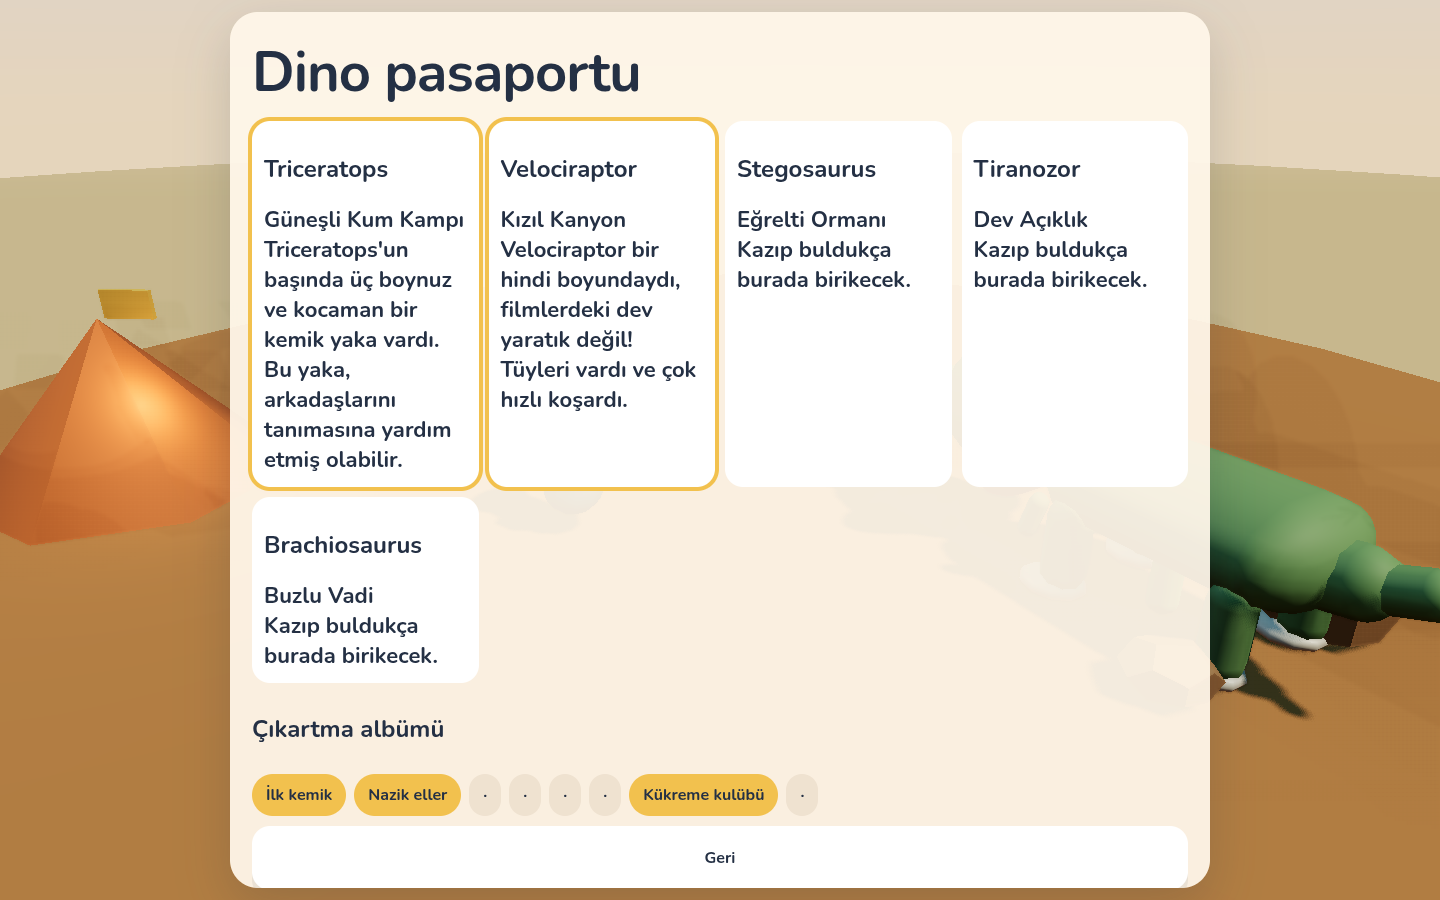 Dino pasaportu
Triceratops
Güneşli Kum Kampı
Triceratops'un
başında üç boynuz
ve kocaman bir
kemik yaka vardı.
Bu yaka,
arkadaşlarını
tanımasına yardım
etmiş olabilir.
Velociraptor
Kızıl Kanyon
Velociraptor bir
hindi boyundaydı,
filmlerdeki dev
yaratık değil!
Tüyleri vardı ve çok
hızlı koşardı.
Stegosaurus
Eğrelti Ormanı
Kazıp buldukça
burada birikecek.
Tiranozor
Dev Açıklık
Kazıp buldukça
burada birikecek.
Brachiosaurus
Buzlu Vadi
Kazıp buldukça
burada birikecek.
Çıkartma albümü
İlk kemik Nazik eller · · · · Kükreme kulübü ·
Geri